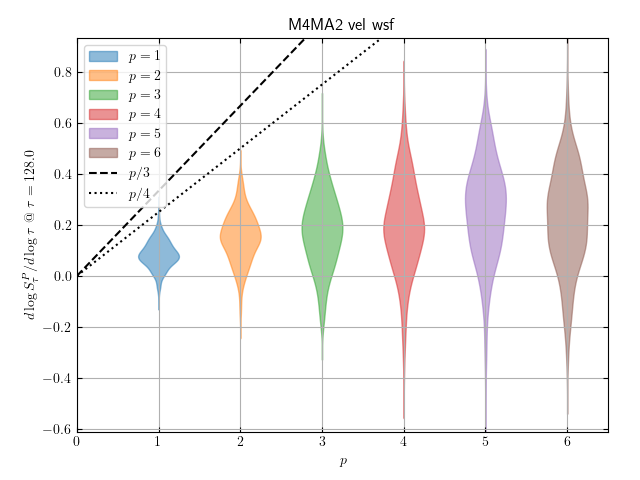 M4MA2 vel wsf
p = 1
p = 2
p = 3
p = 4
p = 5
p = 6
p/3
p/4
d log S_τ^P / d log τ @ τ = 128.0
0.8
0.6
0.4
0.2
0.0
−0.2
−0.4
−0.6
0 1 2 3 4 5 6
p